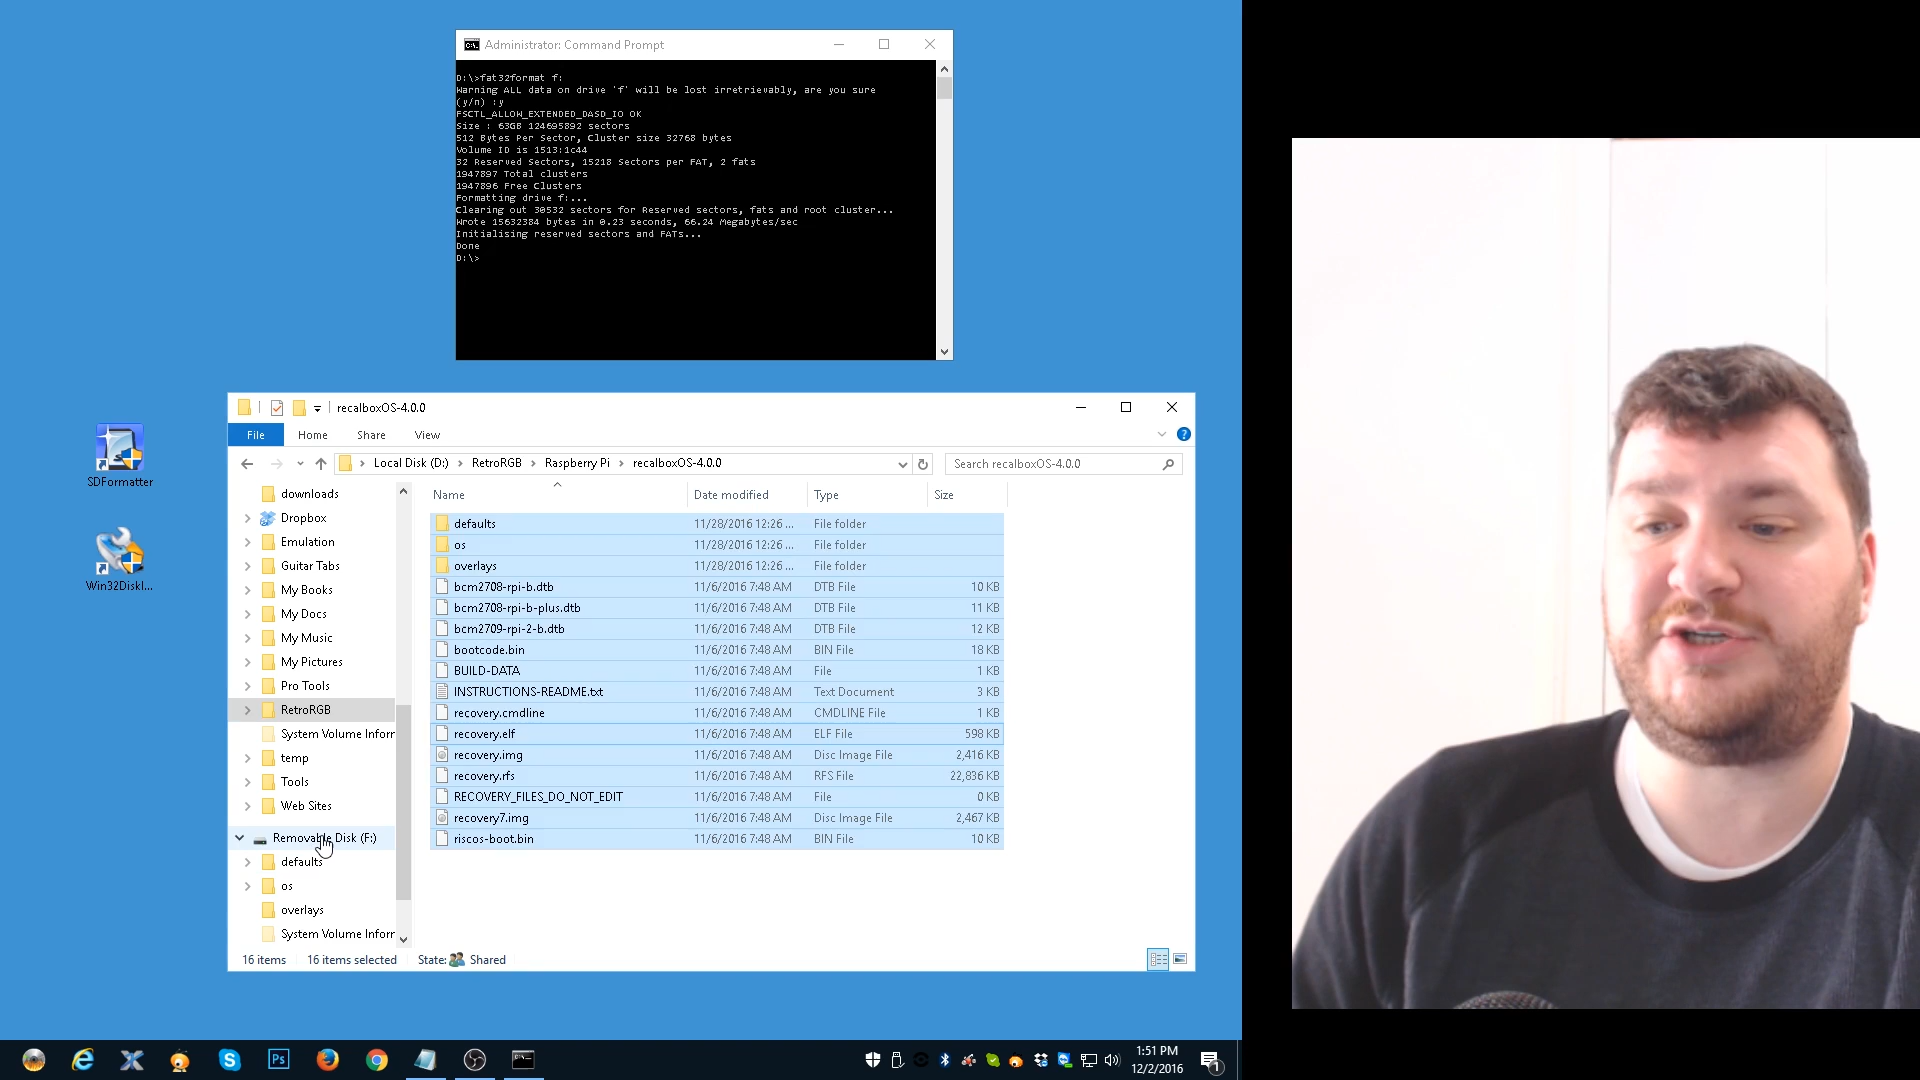 Administrator: Command Prompt
D:\>fat32format f:
Warning ALL data on drive 'f' will be lost irretrievably, are you sure
(y/n) :y
FSCTL_ALLOW_EXTENDED_DASD_IO OK
Size : 63GB 124695892 sectors
512 Bytes Per Sector, Cluster size 32768 bytes
Volume ID is 1513:1c44
32 Reserved Sectors, 15218 Sectors per FAT, 2 fats
1947897 Total clusters
1947896 Free Clusters
Formatting drive f:...
Clearing out 30532 sectors for Reserved sectors, fats and root cluster...
Wrote 15632384 bytes in 0.23 seconds, 66.24 Megabytes/sec
Initialising reserved sectors and FATs...
Done
D:\>
SDFormatter
Win32DiskI...
recalboxOS-4.0.0
File Home Share View
Local Disk (D:) RetroRGB Raspberry Pi recalboxOS-4.0.0
Search recalboxOS-4.0.0
downloads
Dropbox
Emulation
Guitar Tabs
My Books
My Docs
My Music
My Pictures
Pro Tools
RetroRGB
System Volume Infor
temp
Tools
Web Sites
Removable Disk (F:)
defaults
os
overlays
System Volume Infor
Name Date modified Type Size
defaults 11/28/2016 12:26 ... File folder
os 11/28/2016 12:26 ... File folder
overlays 11/28/2016 12:26 ... File folder
bcm2708-rpi-b.dtb 11/6/2016 7:48 AM DTB File 10 KB
bcm2708-rpi-b-plus.dtb 11/6/2016 7:48 AM DTB File 11 KB
bcm2709-rpi-2-b.dtb 11/6/2016 7:48 AM DTB File 12 KB
bootcode.bin 11/6/2016 7:48 AM BIN File 18 KB
BUILD-DATA 11/6/2016 7:48 AM File 1 KB
INSTRUCTIONS-README.txt 11/6/2016 7:48 AM Text Document 3 KB
recovery.cmdline 11/6/2016 7:48 AM CMDLINE File 1 KB
recovery.elf 11/6/2016 7:48 AM ELF File 598 KB
recovery.img 11/6/2016 7:48 AM Disc Image File 2,416 KB
recovery.rfs 11/6/2016 7:48 AM RFS File 22,836 KB
RECOVERY_FILES_DO_NOT_EDIT 11/6/2016 7:48 AM File 0 KB
recovery7.img 11/6/2016 7:48 AM Disc Image File 2,467 KB
riscos-boot.bin 11/6/2016 7:48 AM BIN File 10 KB
16 items 16 items selected State: Shared
Ps
1:51 PM
12/2/2016
1